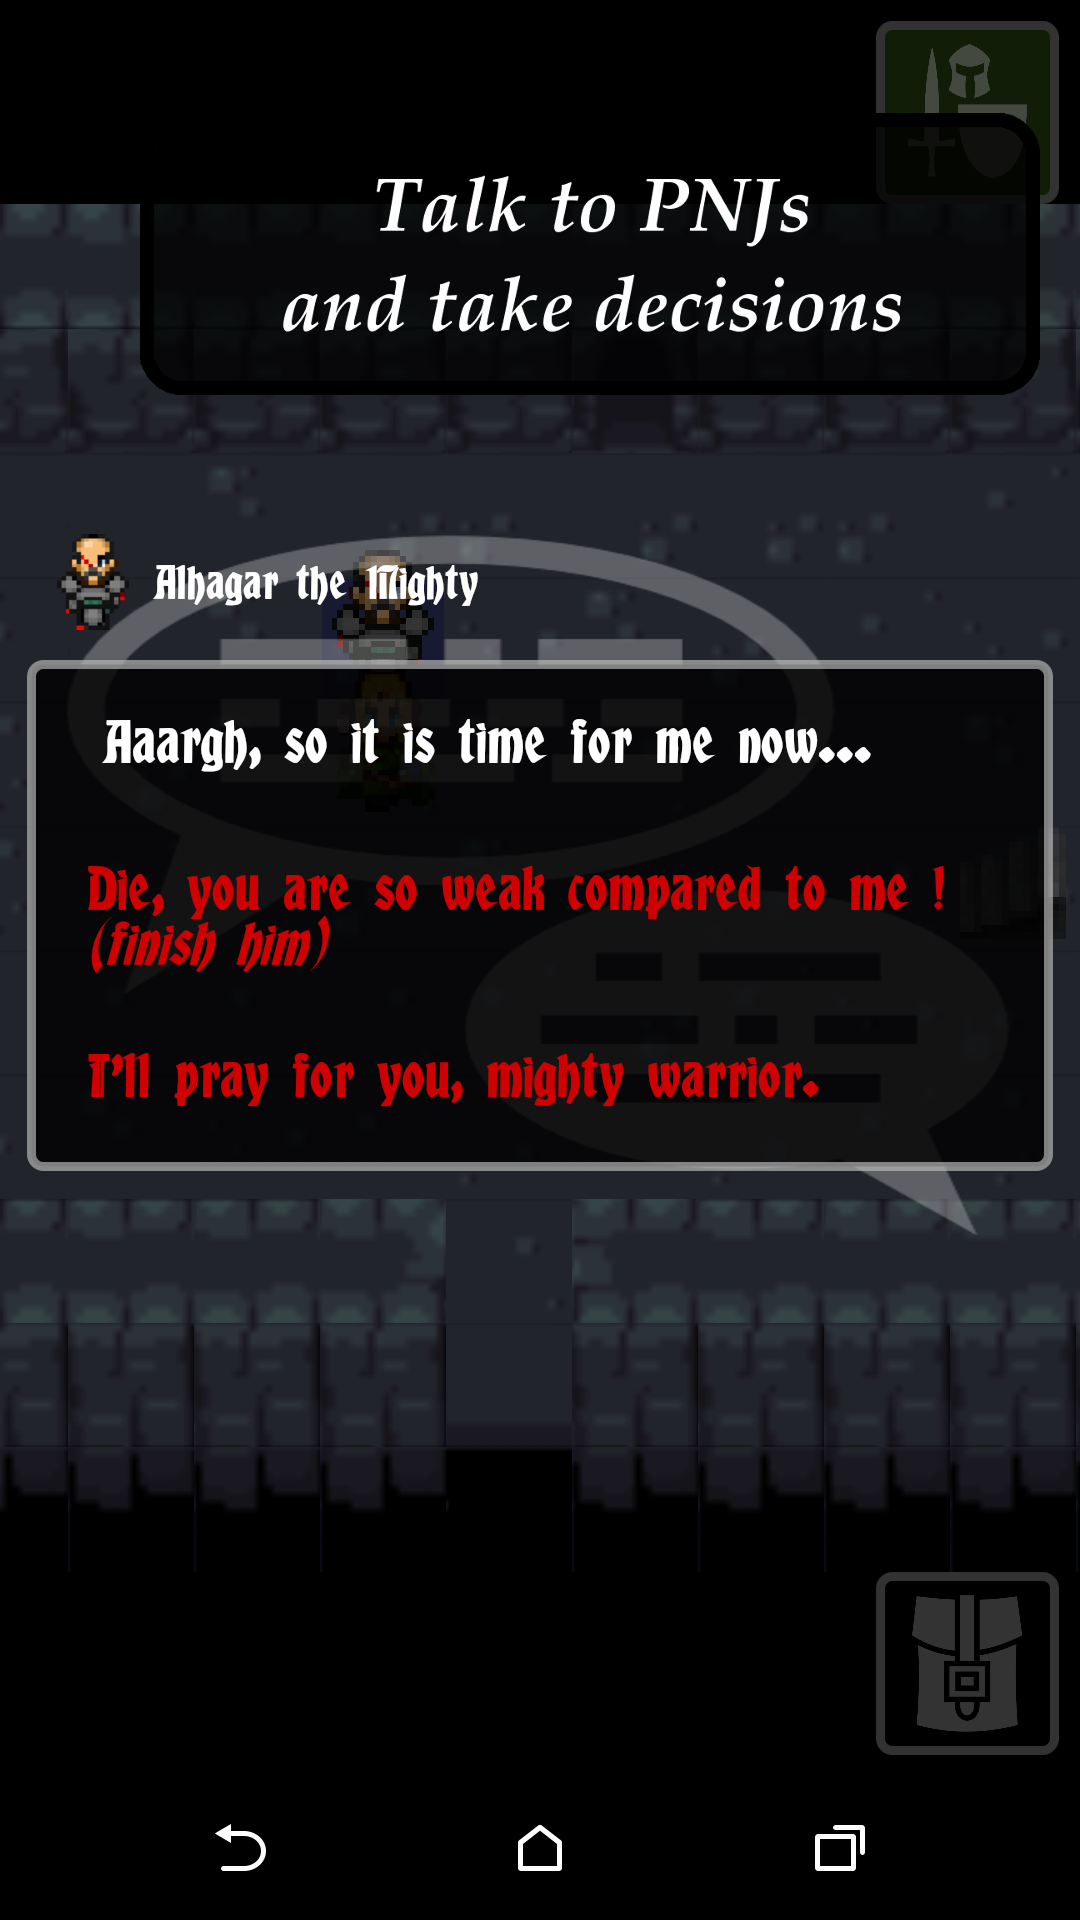 Talk to PNJs
and take decisions
Alhagar the Mighty
Aaargh, so it is time for me now...
Die, you are so weak compared to me !
(finish him)
I'll pray for you, mighty warrior.